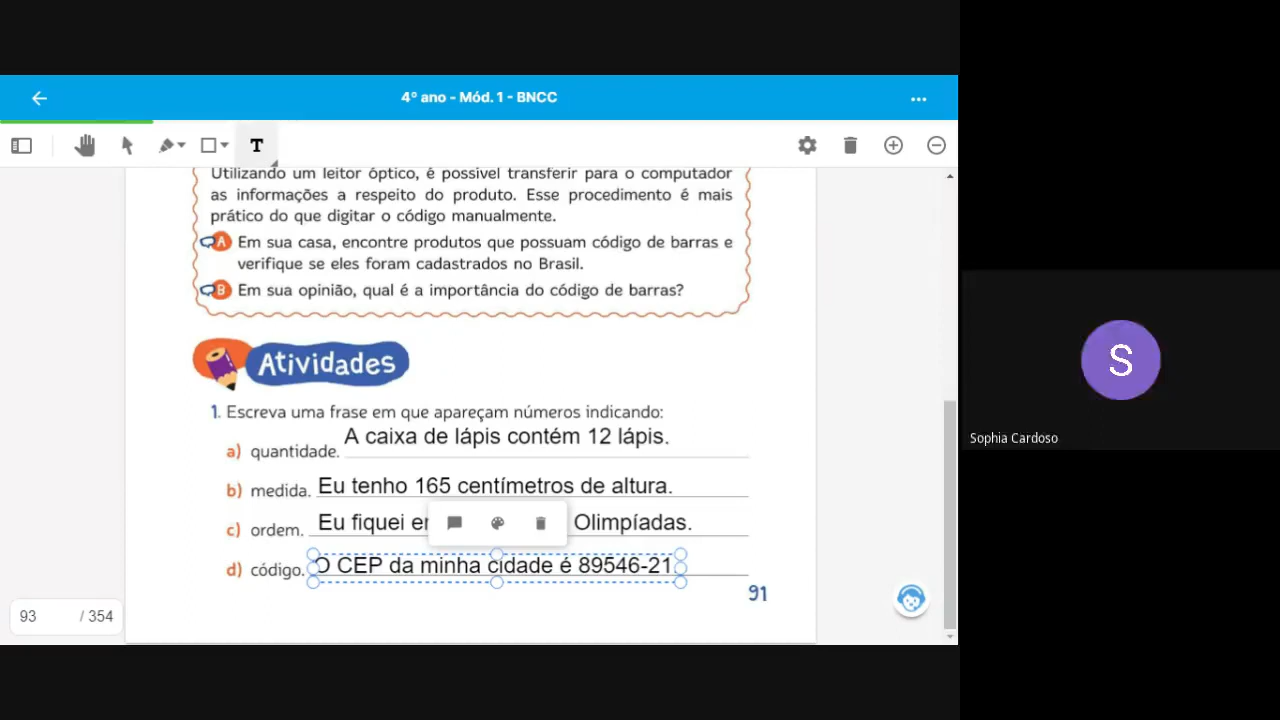 4º ano - Mód. 1 - BNCC
T
Utilizando um leitor óptico, é possível transferir para o computador
as informações a respeito do produto. Esse procedimento é mais
prático do que digitar o código manualmente.
A Em sua casa, encontre produtos que possuam código de barras e
verifique se eles foram cadastrados no Brasil.
B Em sua opinião, qual é a importância do código de barras?
Atividades
1. Escreva uma frase em que apareçam números indicando:
a) quantidade. A caixa de lápis contém 12 lápis.
b) medida. Eu tenho 165 centímetros de altura.
c) ordem. Eu fiquei Olimpíadas.
d) código. O CEP da minha cidade é 89546-21.
91
93 / 354
S
Sophia Cardoso